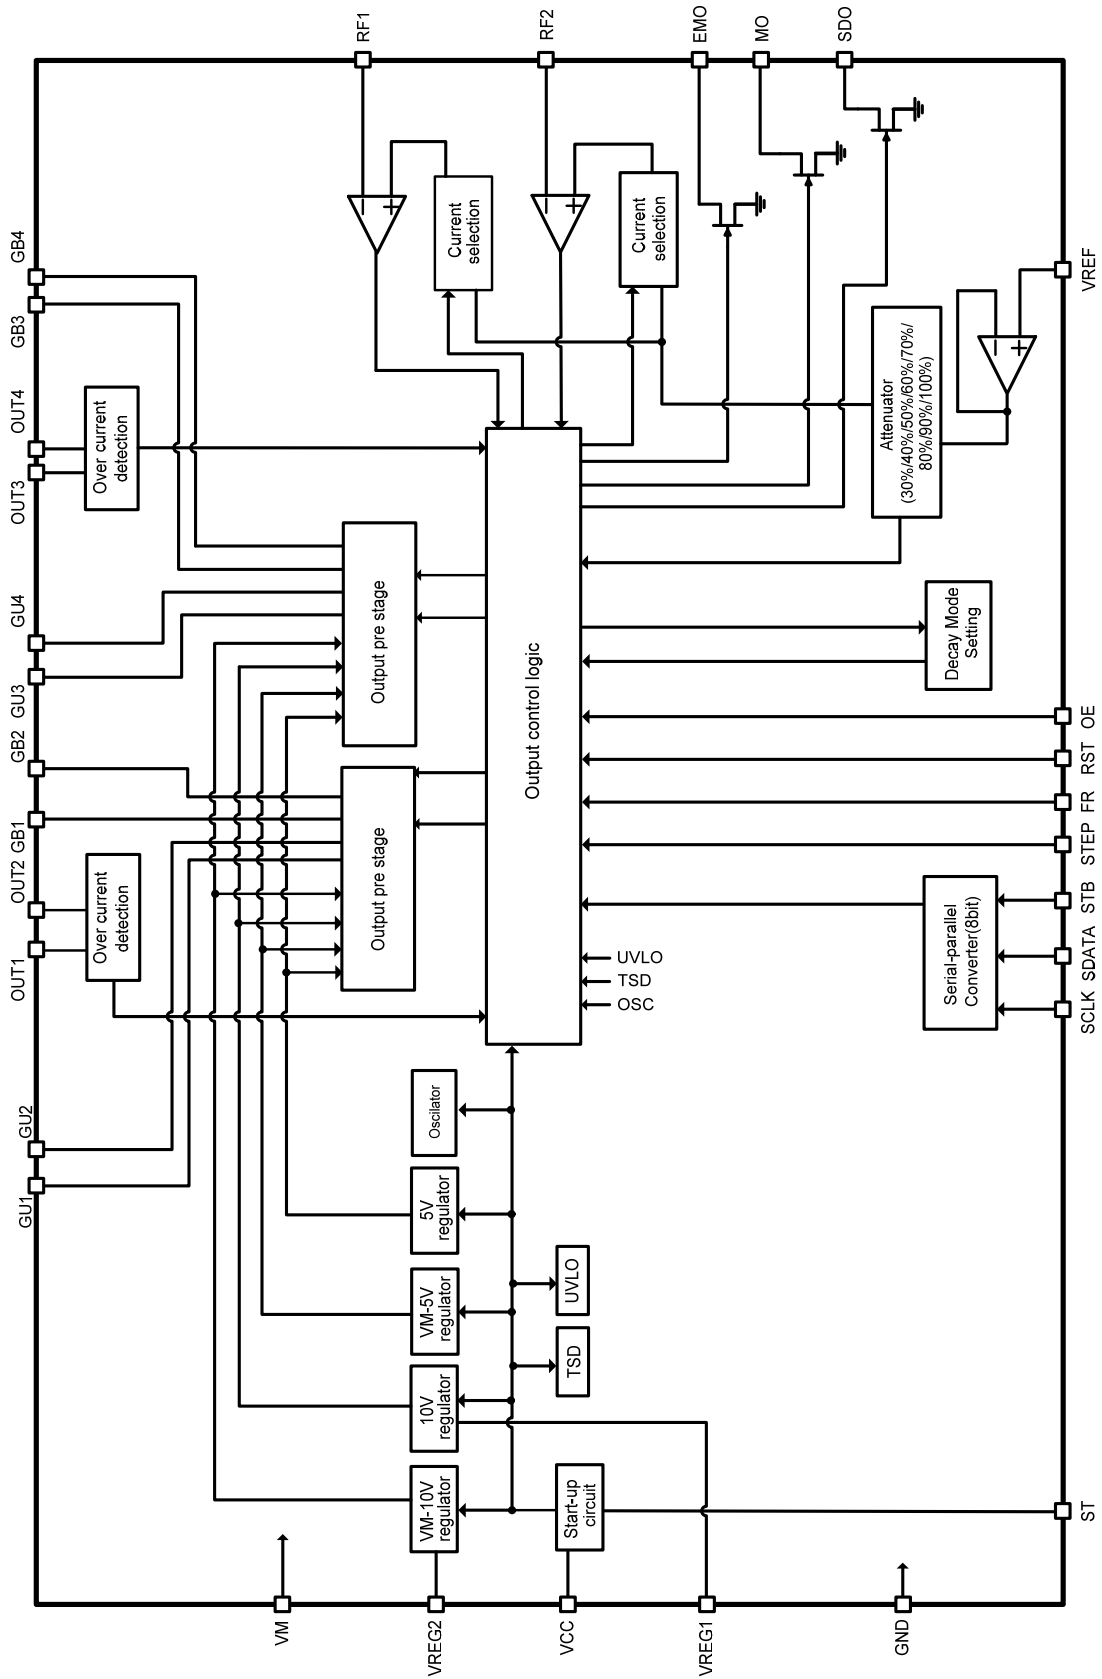 GU1
GU2
OUT1
OUT2
GB1
GB2
GU3
GU4
OUT3
OUT4
GB3
GB4
Over current
detection
Over current
detection
VM
VREG2
VCC
VREG1
GND
VM-10V
regulator
10V
regulator
VM-5V
regulator
5V
regulator
Oscilator
Start-up
circuit
TSD
UVLO
Output pre stage
Output pre stage
Output control logic
UVLO
TSD
OSC
Current
selection
Current
selection
RF1
RF2
EMO
MO
SDO
Attenuator
(30%/40%/50%/60%/70%/
80%/90%/100%)
Decay Mode
Setting
Serial-parallel
Converter(8bit)
ST
SCLK
SDATA
STB
STEP
FR
RST
OE
VREF
−
+
−
+
−
+